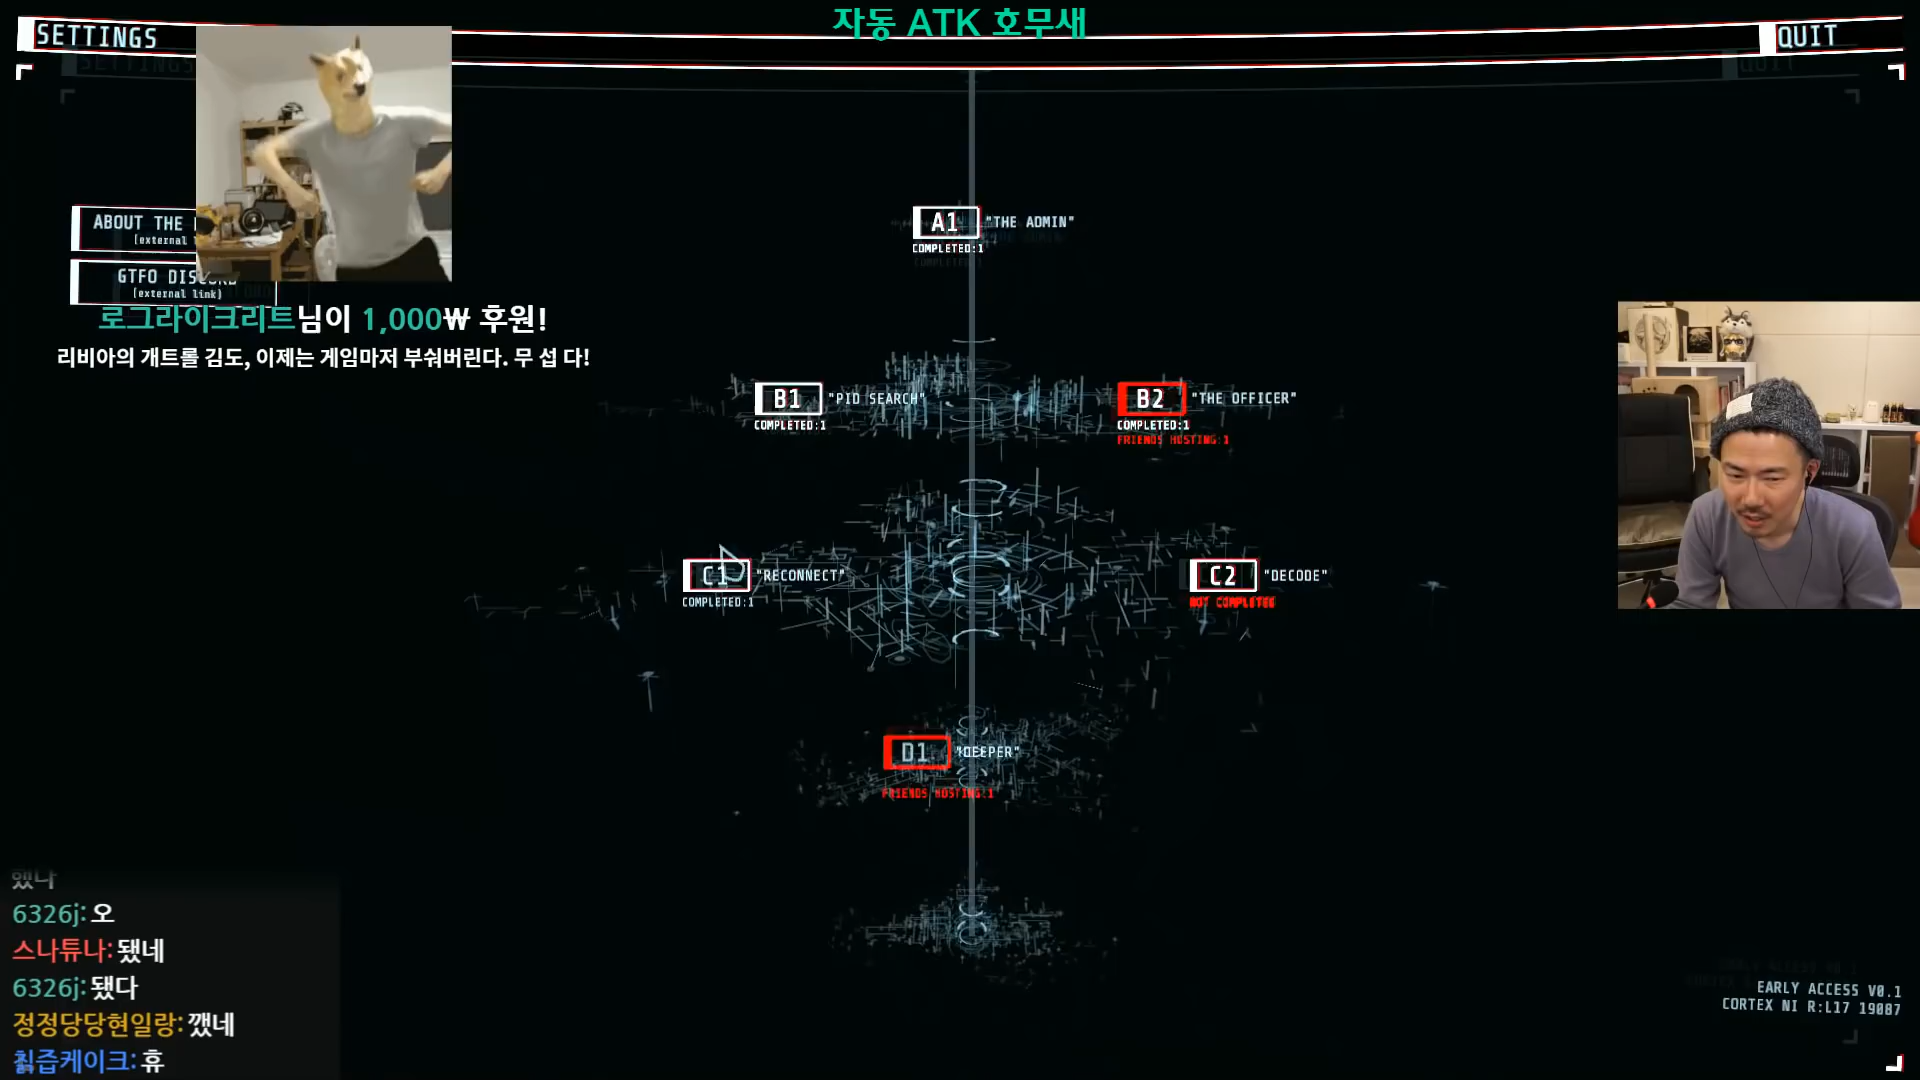 자동 ATK 호무새
SETTINGS
QUIT
ABOUT THE
[external
GTFO DISCORD
[external link]
로그라이크리트님이 1,000₩ 후원!
리비아의 개트롤 김도, 이제는 게임마저 부숴버린다. 무 섭 다!
A1 "THE ADMIN"
COMPLETED:1
B1 "PID SEARCH"
COMPLETED:1
B2 "THE OFFICER"
COMPLETED:1
FRIENDS HOSTING:1
C1 "RECONNECT"
COMPLETED:1
C2 "DECODE"
NOT COMPLETED
D1 "DEEPER"
FRIENDS HOSTING:1
했나
6326j: 오
스나튜나: 됐네
6326j: 됐다
정정당당현일랑: 깼네
췱즙케이크: 휴
EARLY ACCESS V0.1
CORTEX NI R:L17 19087